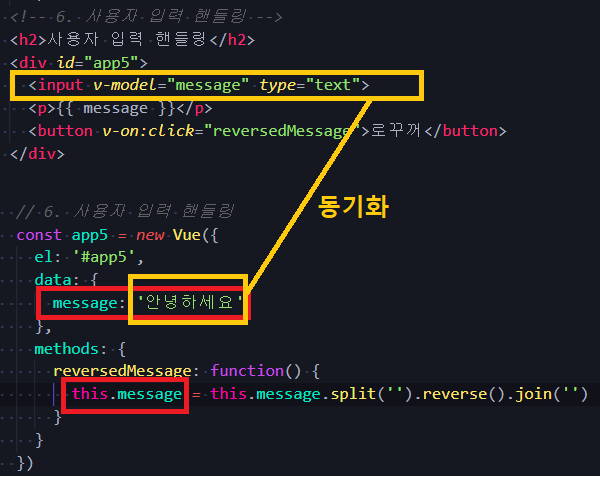 <!-- 6. 사용자 입력 핸들링 -->
<h2>사용자 입력 핸들링</h2>
<div id="app5">
<input v-model="message" type="text">
<p>{{ message }}</p>
<button v-on:click="reversedMessage">로꾸꺼</button>
</div>
동기화
// 6. 사용자 입력 핸들링
const app5 = new Vue({
el: '#app5',
data: {
message: '안녕하세요'
},
methods: {
reversedMessage: function() {
this.message = this.message.split('').reverse().join('')
}
}
})